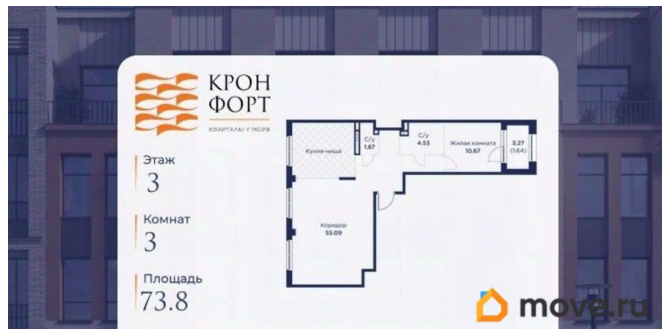 КРОН
ФОРТ
КВАРТАЛЫ У МОРЯ
Этаж
3
Комнат
3
Площадь
73.8
Кухня-ниша
С/у
1.87
С/у
4.53
Жилая комната
10.67
3.27
(1.64)
Коридор
55.09
move.ru